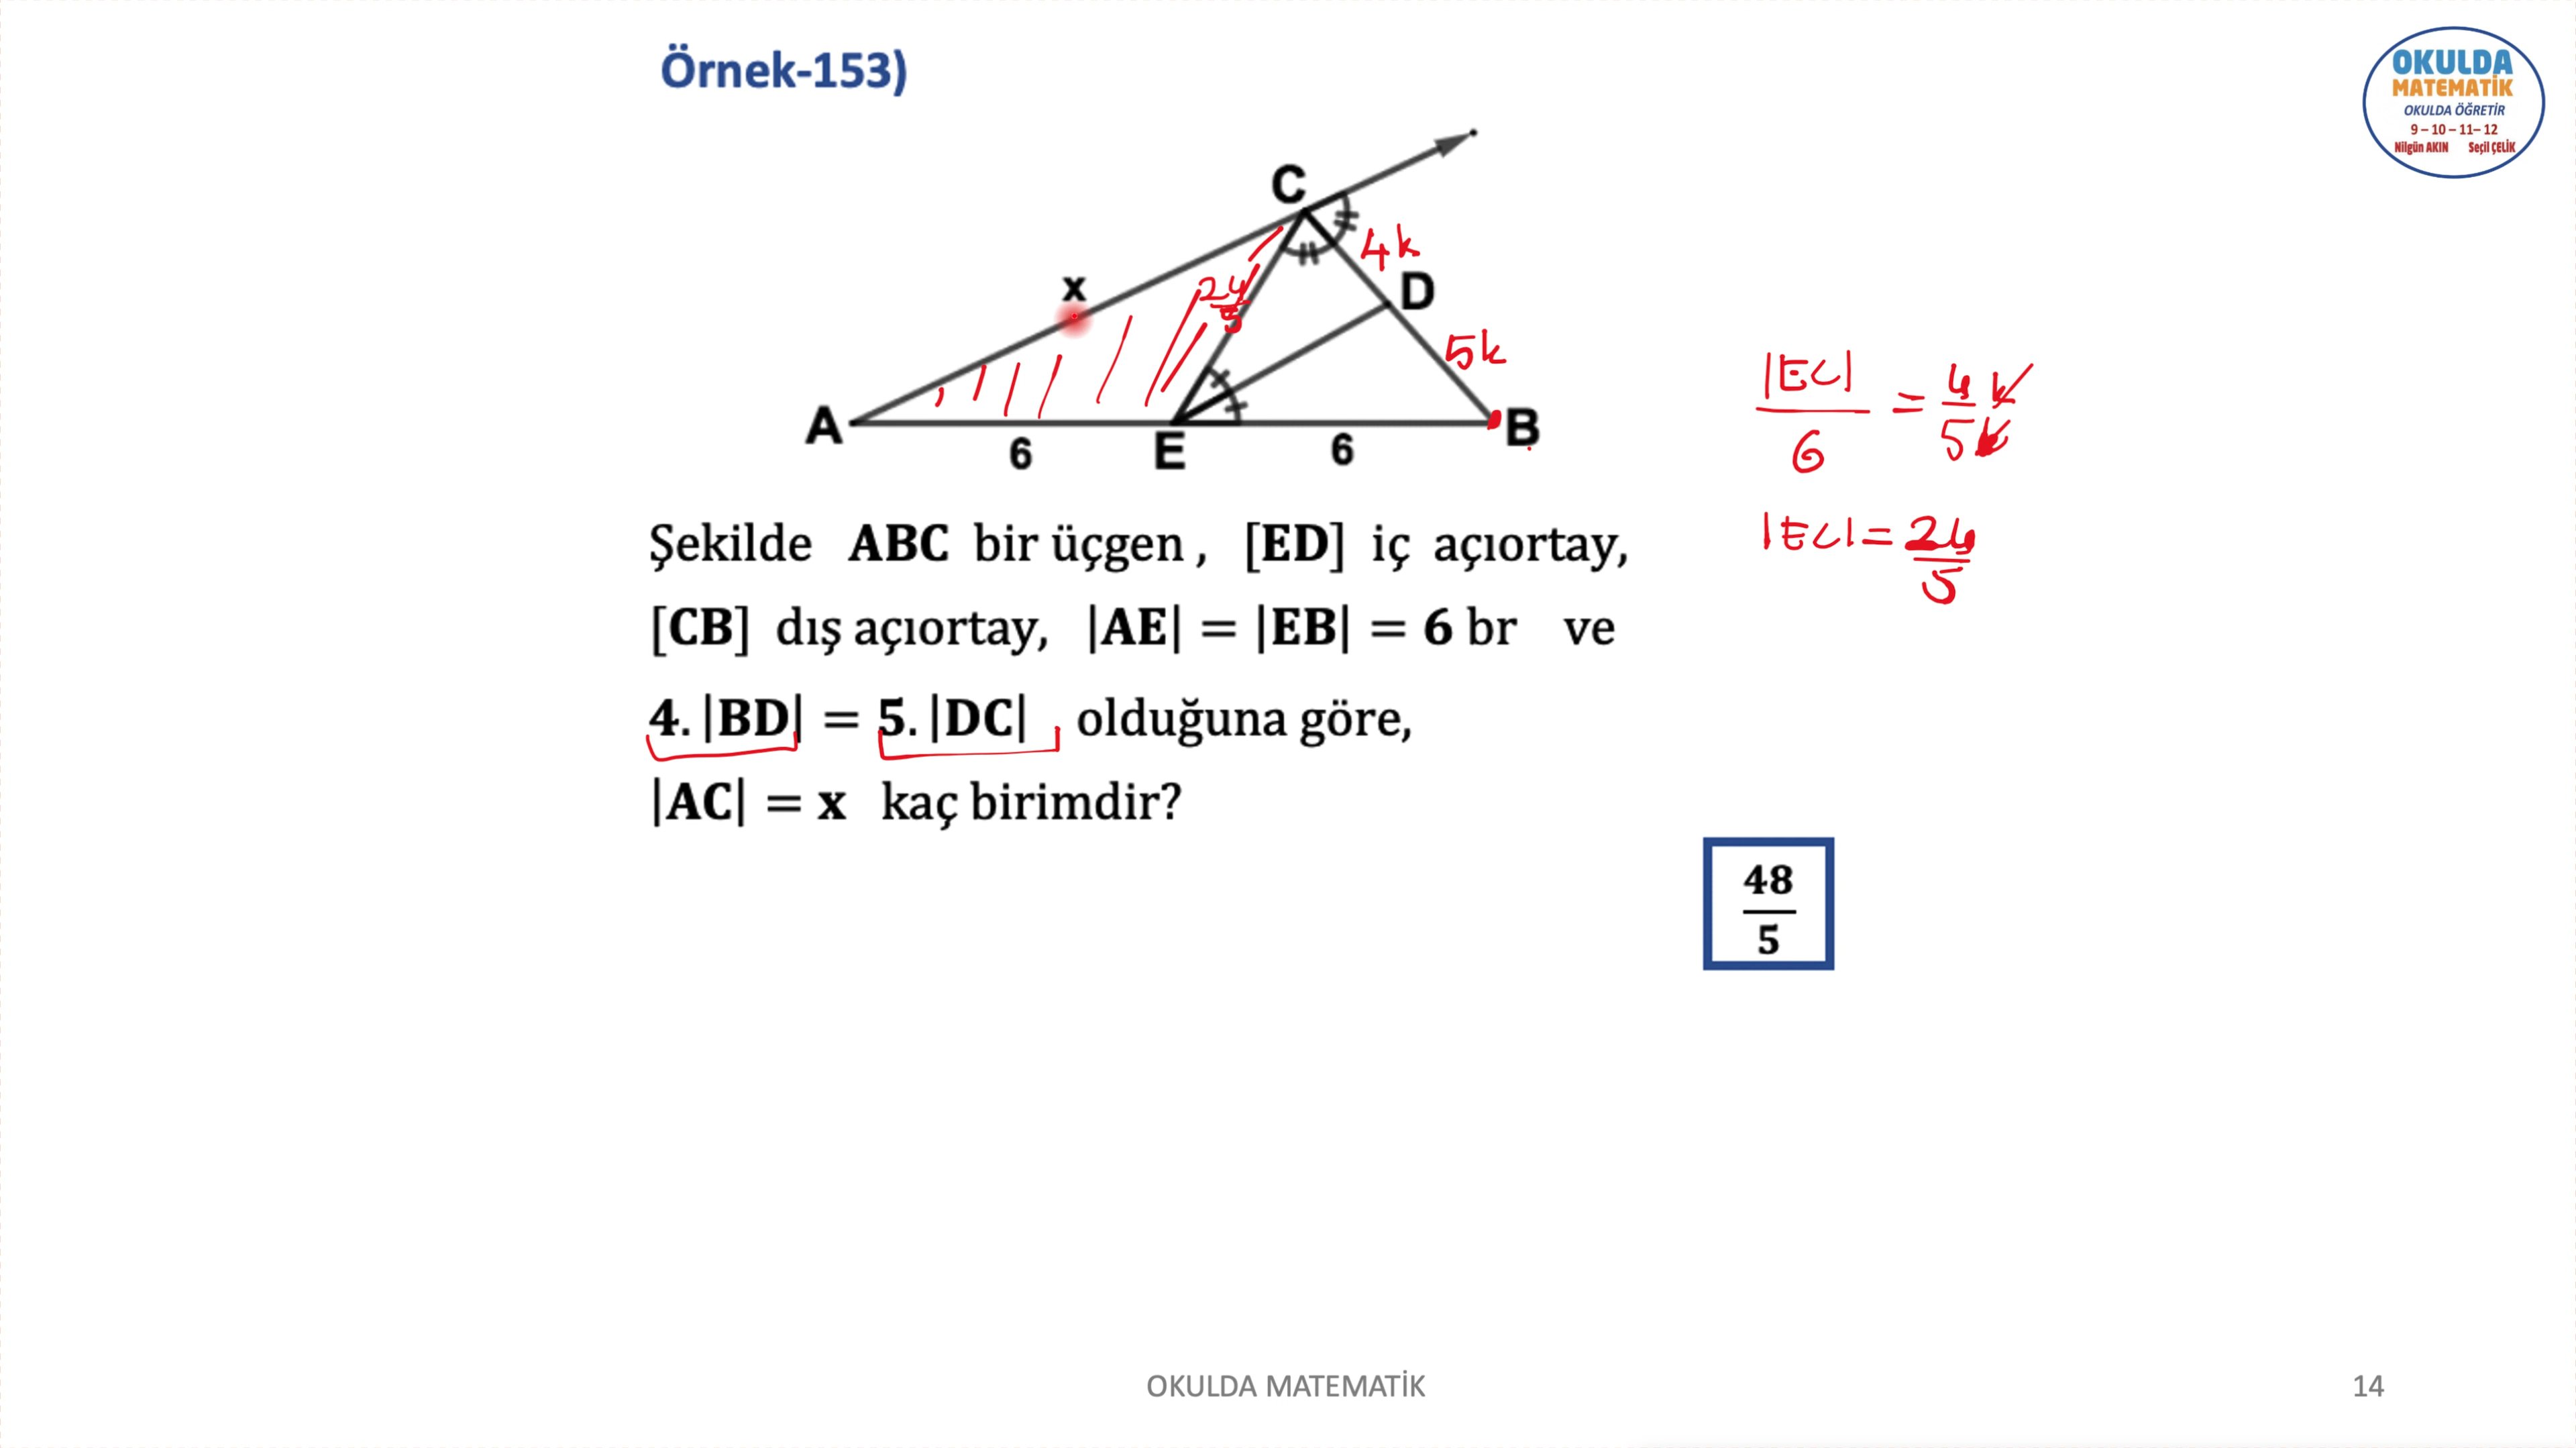 Örnek-153)
OKULDA
MATEMATİK
OKULDA ÖĞRETİR
9 – 10 – 11– 12
Nilgün AKIN Seçil ÇELİK
C
4k
x
24/5
D
5k
A
6
E
6
B
|EC|/6 = 4k/5k
|EC| = 24/5
Şekilde ABC bir üçgen , [ED] iç açıortay,
[CB] dış açıortay, |AE| = |EB| = 6 br ve
4. |BD| = 5. |DC| olduğuna göre,
|AC| = x kaç birimdir?
48
5
OKULDA MATEMATİK
14